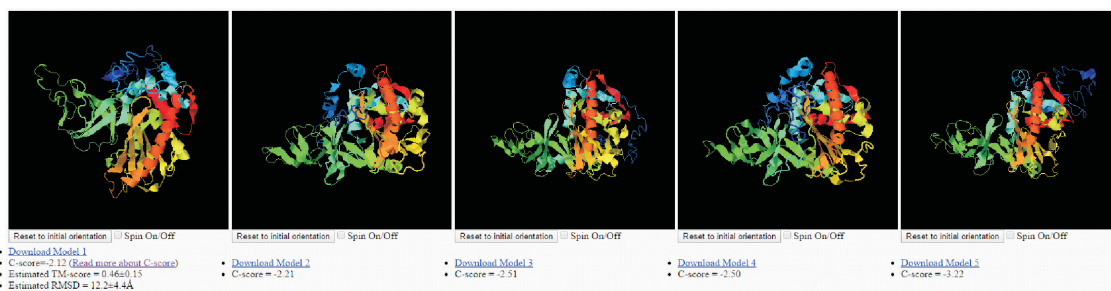 Reset to initial orientation Spin On/Off
Reset to initial orientation Spin On/Off
Reset to initial orientation Spin On/Off
Reset to initial orientation Spin On/Off
Reset to initial orientation Spin On/Off
Download Model 1
C-score=-2.12 (Read more about C-score)
Estimated TM-score = 0.46±0.15
Estimated RMSD = 12.2±4.4Å
Download Model 2
C-score = -2.21
Download Model 3
C-score = -2.51
Download Model 4
C-score = -2.50
Download Model 5
C-score = -3.22